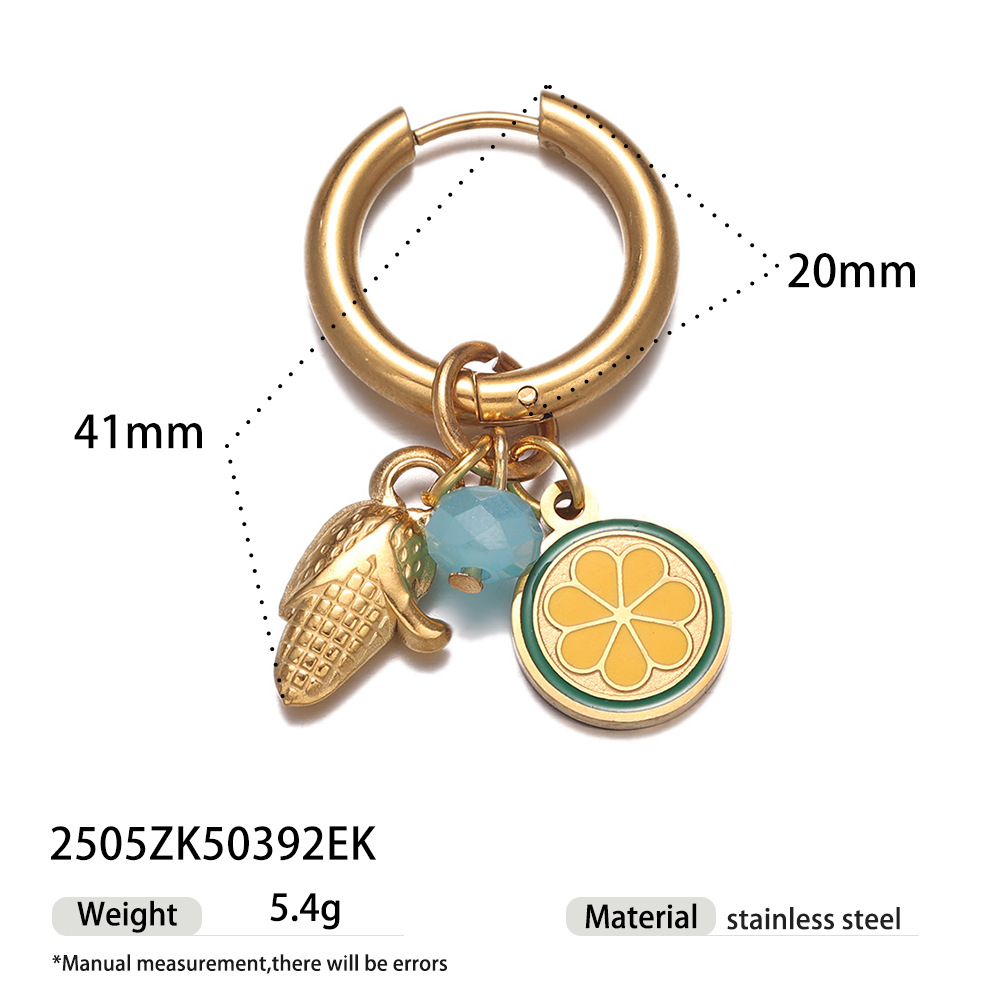 20mm
41mm
2505ZK50392EK
Weight 5.4g
Material stainless steel
*Manual measurement,there will be errors